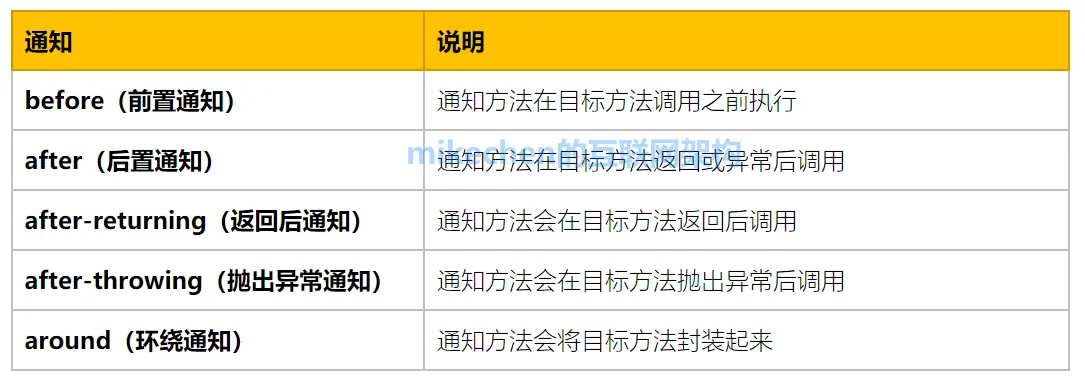 通知 说明
before（前置通知） 通知方法在目标方法调用之前执行
mikechen的互联网架构
after（后置通知） 通知方法在目标方法返回或异常后调用
after-returning（返回后通知） 通知方法会在目标方法返回后调用
after-throwing（抛出异常通知） 通知方法会在目标方法抛出异常后调用
around（环绕通知） 通知方法会将目标方法封装起来